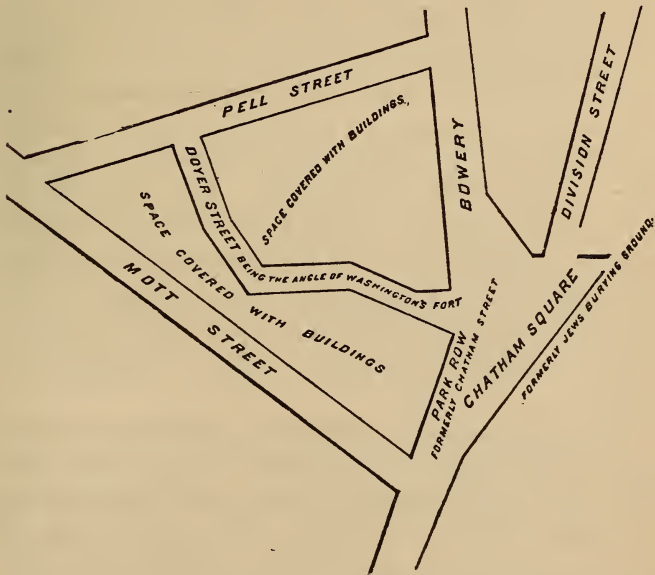 PELL STREET
DOYER STREET BEING THE ANGLE OF WASHINGTON'S FORT
SPACE COVERED WITH BUILDINGS.
BOWERY
DIVISION STREET
SPACE COVERED WITH BUILDINGS
MOTT STREET
PARK ROW
FORMERLY CHATHAM STREET
CHATHAM SQUARE
FORMERLY JEWS BURYING GROUND.